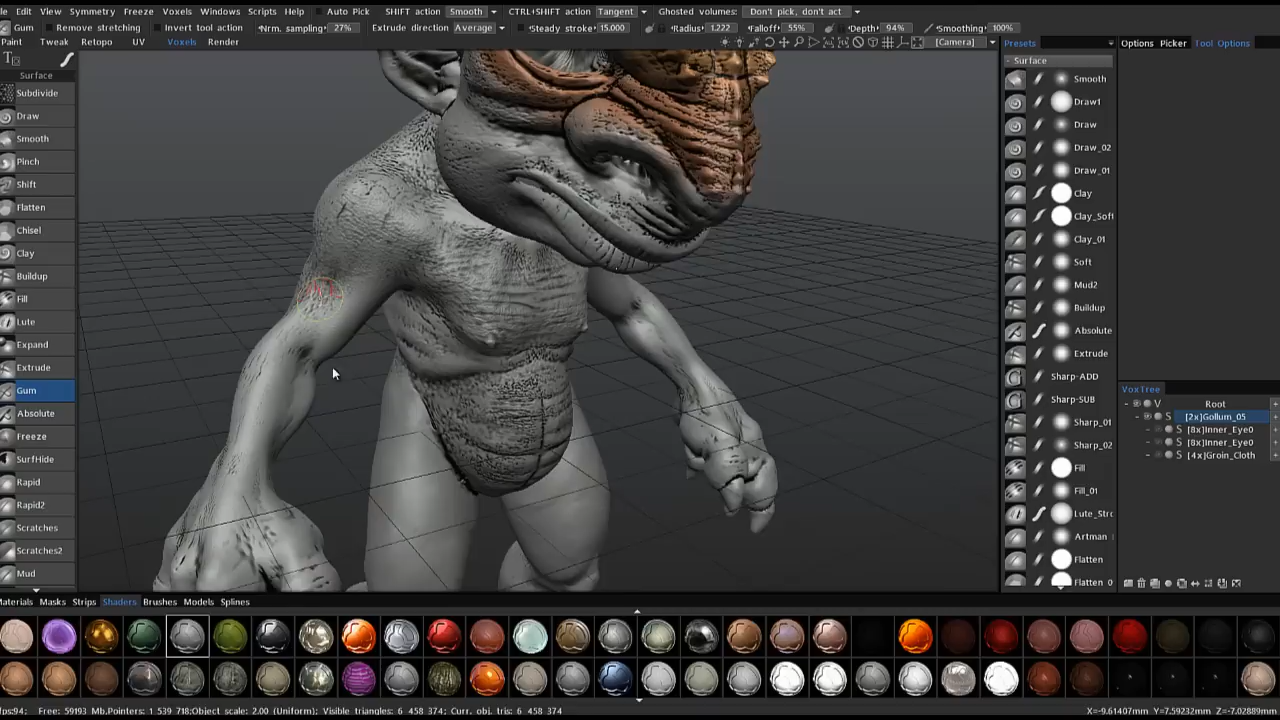 File Edit View Symmetry Freeze Voxels Windows Scripts Help Auto Pick SHIFT action Smooth CTRL+SHIFT action Tangent Ghosted volumes: Don't pick, don't act
Gum Remove stretching Invert tool action Nrm. sampling: 27% Extrude direction Average Steady stroke: 15.000 Radius: 1.222 Falloff: 55% Depth: 94% Smoothing: 100%
Paint Tweak Retopo UV Voxels Render [Camera] Presets Options Picker Tool Options
Surface
Subdivide
Draw
Smooth
Pinch
Shift
Flatten
Chisel
Clay
Buildup
Fill
Lute
Expand
Extrude
Gum
Absolute
Freeze
SurfHide
Rapid
Rapid2
Scratches
Scratches2
Mud
Surface
Smooth
Draw1
Draw
Draw_02
Draw_01
Clay
Clay_Soft
Clay_01
Soft
Mud2
Buildup
Absolute
Extrude
Sharp-ADD
Sharp-SUB
Sharp_01
Sharp_02
Fill
Fill_01
Lute_Stro
Artman
Flatten
Flatten_0
VoxTree
V Root
S [2x]Gollum_05
S [8x]Inner_Eye0
S [8x]Inner_Eye0
S [4x]Groin_Cloth
Materials Masks Strips Shaders Brushes Models Splines
fps:94; Free: 59193 Mb,Pointers: 1 539 718;Object scale: 2.00 (Uniform); Visible triangles: 6 458 374; Curr. obj. tris: 6 458 374 X=-9.61407mm Y=7.59232mm Z=-7.02889mm